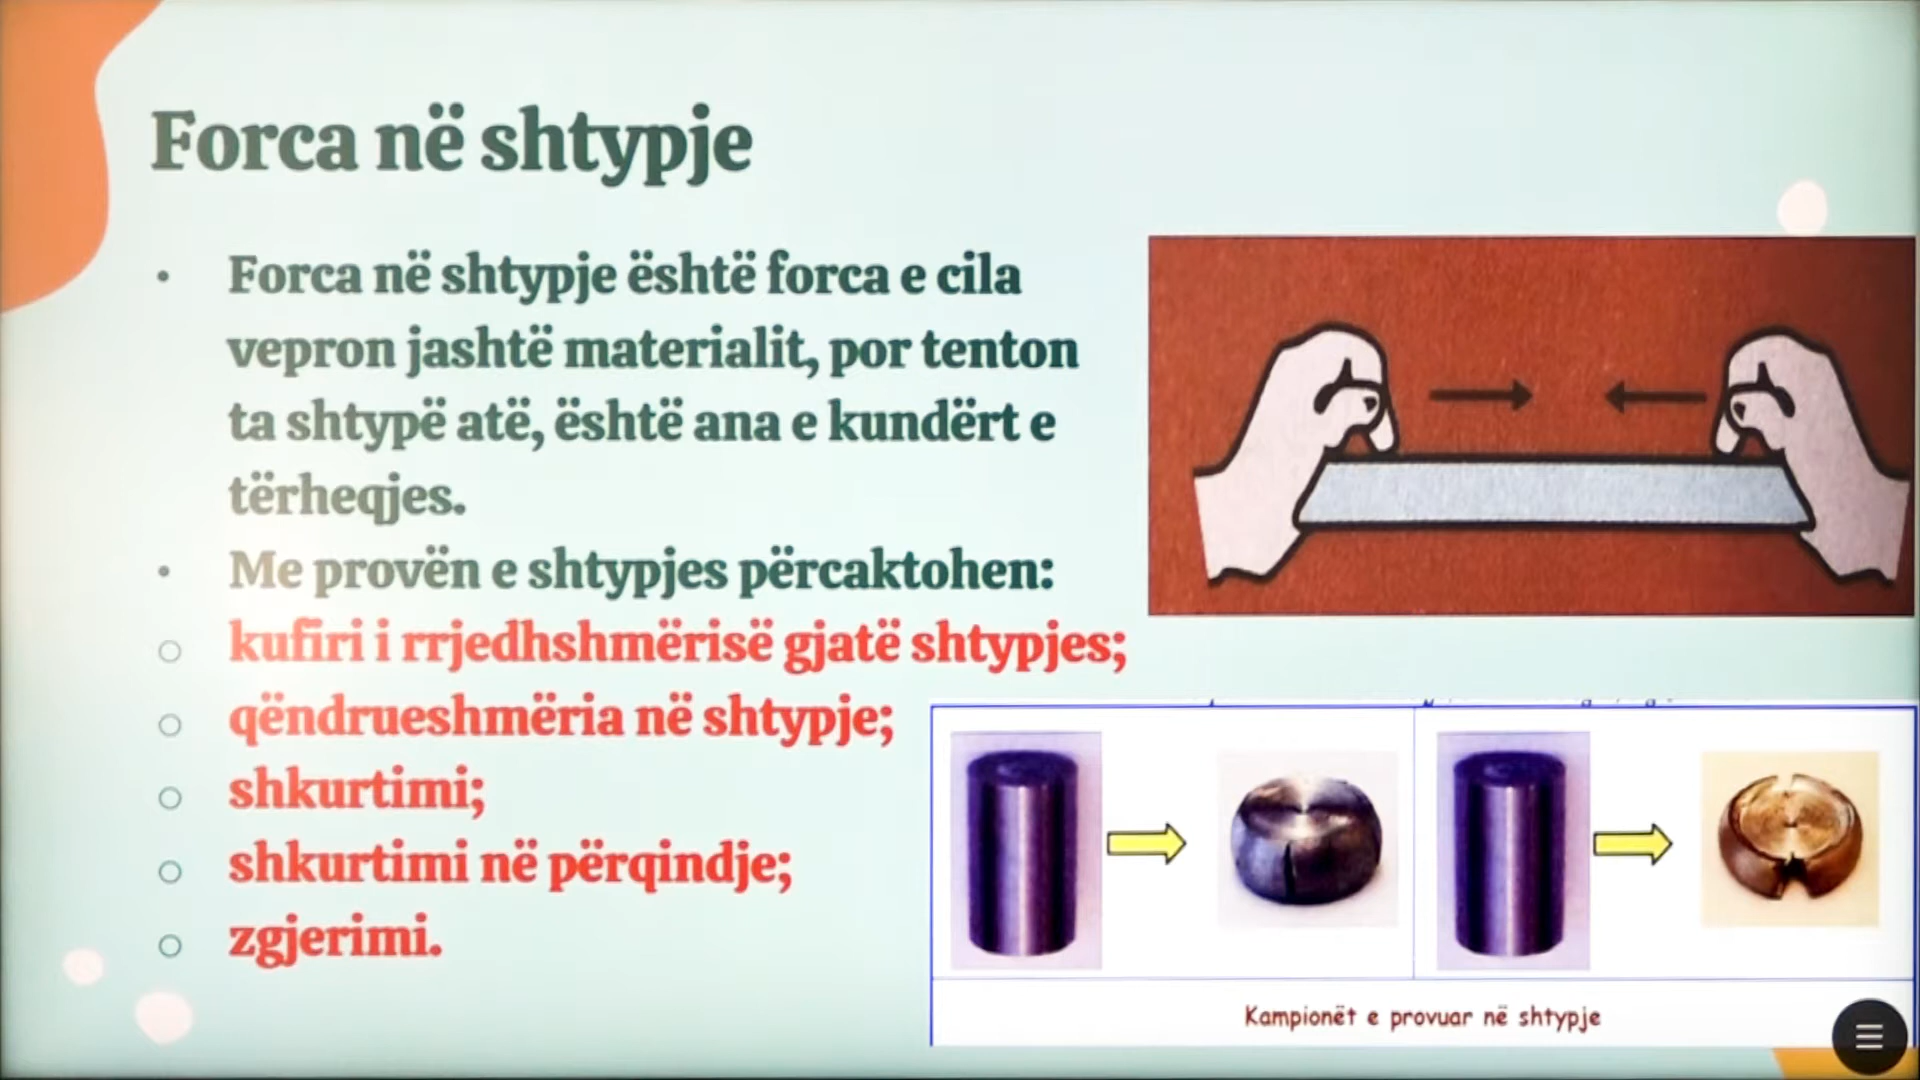 Forca në shtypje
• Forca në shtypje është forca e cila
vepron jashtë materialit, por tenton
ta shtypë atë, është ana e kundërt e
tërheqjes.
• Me provën e shtypjes përcaktohen:
○ kufiri i rrjedhshmërisë gjatë shtypjes;
○ qëndrueshmëria në shtypje;
○ shkurtimi;
○ shkurtimi në përqindje;
○ zgjerimi.
Kampionët e provuar në shtypje